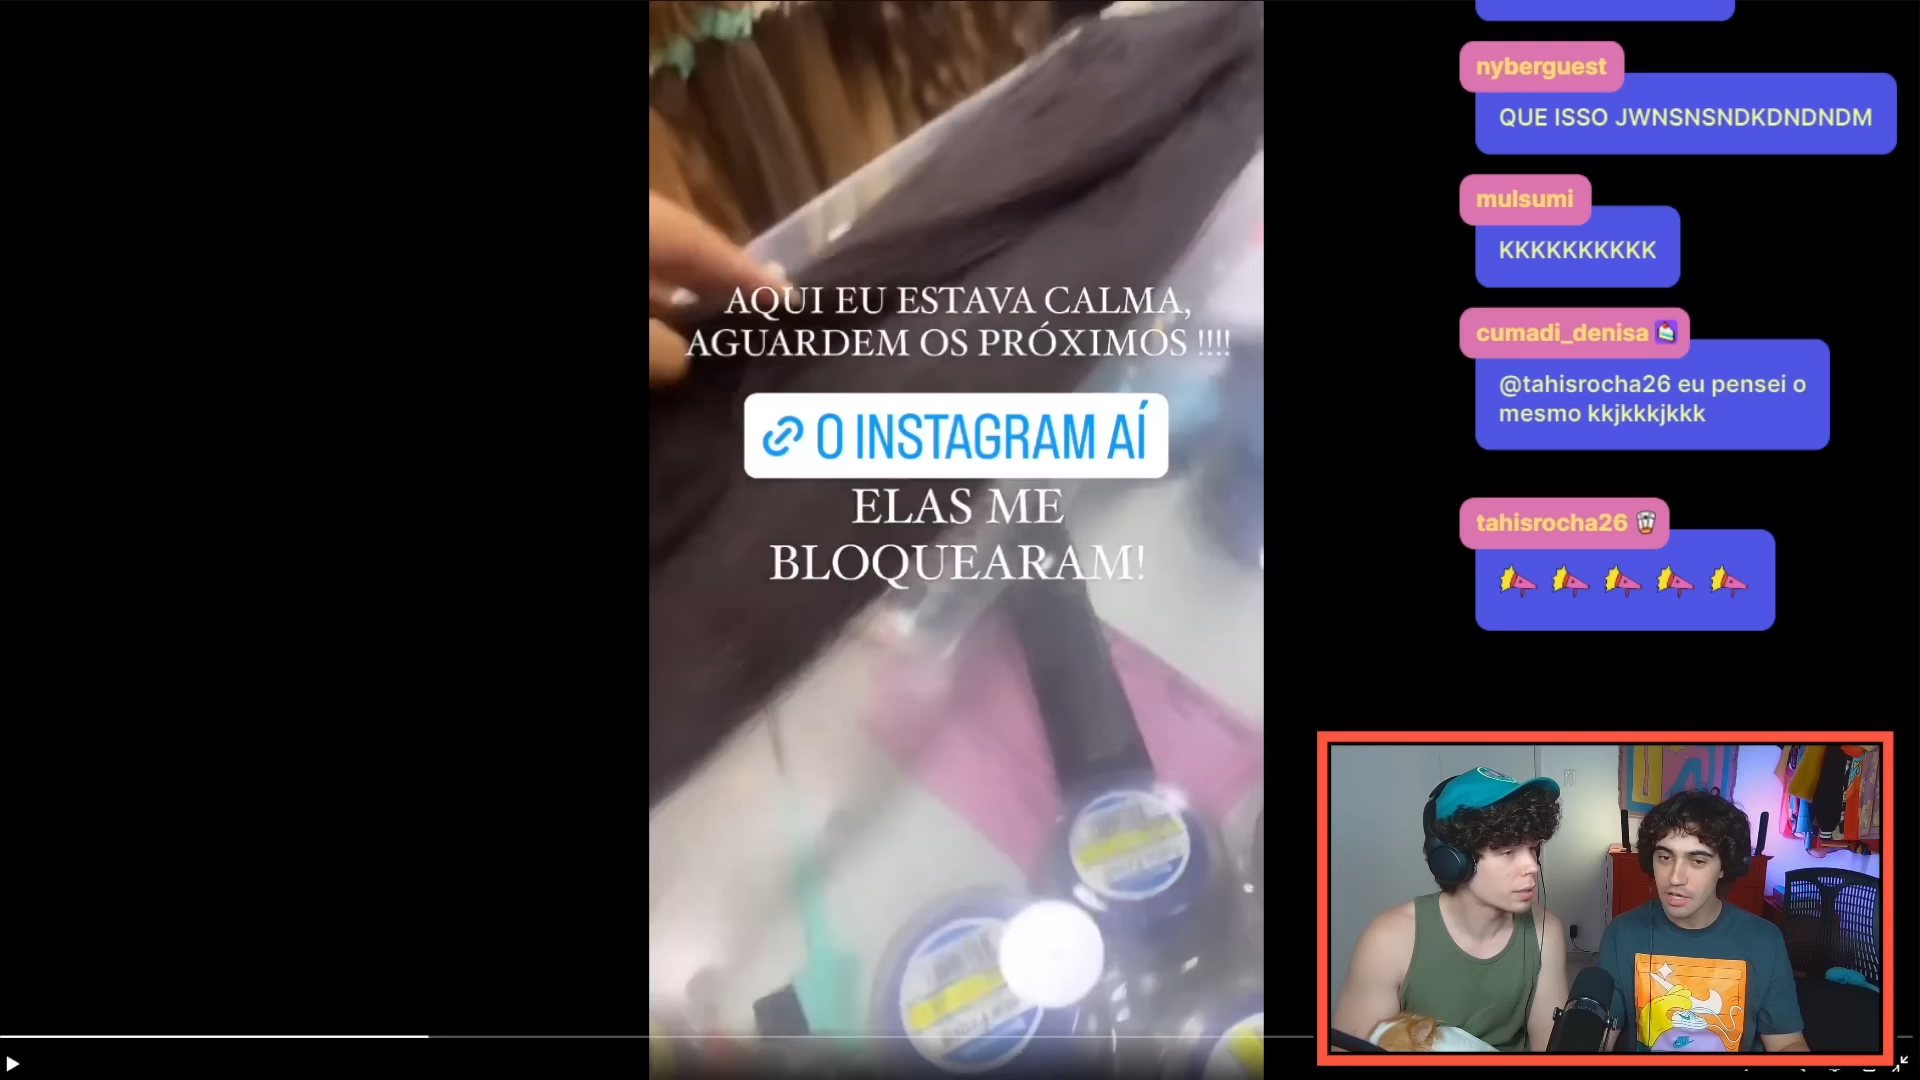 AQUI EU ESTAVA CALMA,
AGUARDEM OS PRÓXIMOS !!!!
O INSTAGRAM AÍ
ELAS ME
BLOQUEARAM!
nyberguest
QUE ISSO JWNSNSNDKDNDNDM
mulsumi
KKKKKKKKKK
cumadi_denisa
@tahisrocha26 eu pensei o
mesmo kkjkkkjkkk
tahisrocha26